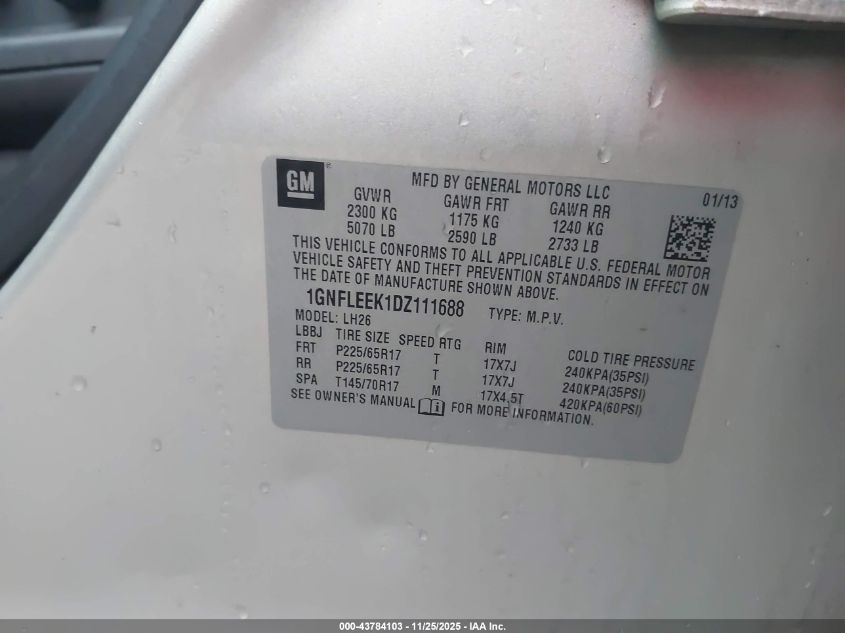 GM ®
MFD BY GENERAL MOTORS LLC 01/13
GVWR GAWR FRT GAWR RR
2300 KG 1175 KG 1240 KG
5070 LB 2590 LB 2733 LB
THIS VEHICLE CONFORMS TO ALL APPLICABLE U.S. FEDERAL MOTOR
VEHICLE SAFETY AND THEFT PREVENTION STANDARDS IN EFFECT ON
THE DATE OF MANUFACTURE SHOWN ABOVE.
1GNFLEEK1DZ111688 TYPE: M.P.V.
MODEL: LH26
LBBJ TIRE SIZE SPEED RTG RIM COLD TIRE PRESSURE
FRT P225/65R17 T 17X7J 240KPA(35PSI)
RR P225/65R17 T 17X7J 240KPA(35PSI)
SPA T145/70R17 M 17X4.5T 420KPA(60PSI)
SEE OWNER'S MANUAL FOR MORE INFORMATION.
000-43784103 - 11/25/2025 - IAA Inc.